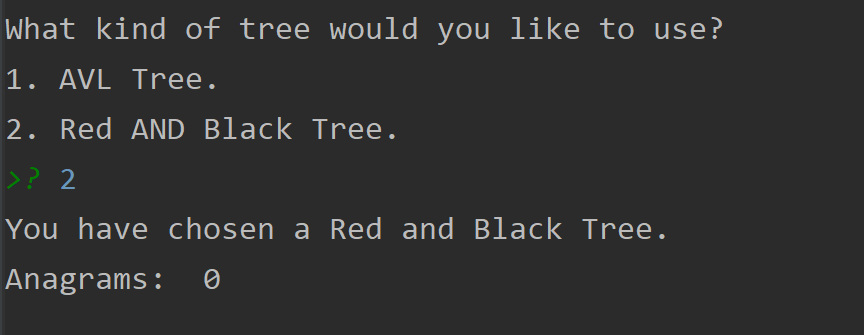 What kind of tree would you like to use?
1. AVL Tree.
2. Red AND Black Tree.
>? 2
You have chosen a Red and Black Tree.
Anagrams:  0